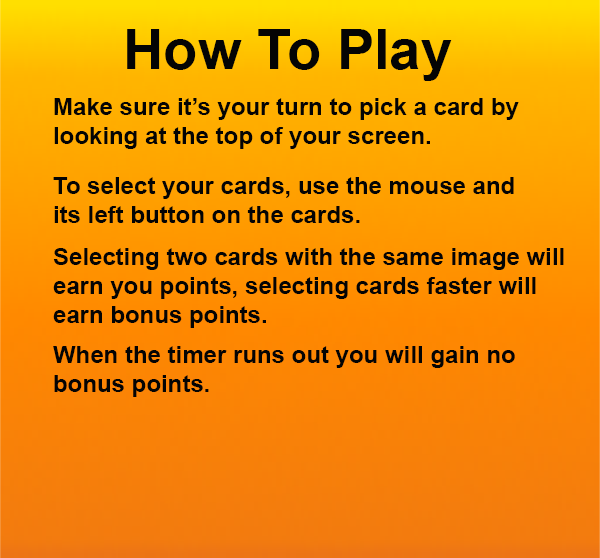 How To Play
Make sure it’s your turn to pick a card by
looking at the top of your screen.
To select your cards, use the mouse and
its left button on the cards.
Selecting two cards with the same image will
earn you points, selecting cards faster will
earn bonus points.
When the timer runs out you will gain no
bonus points.